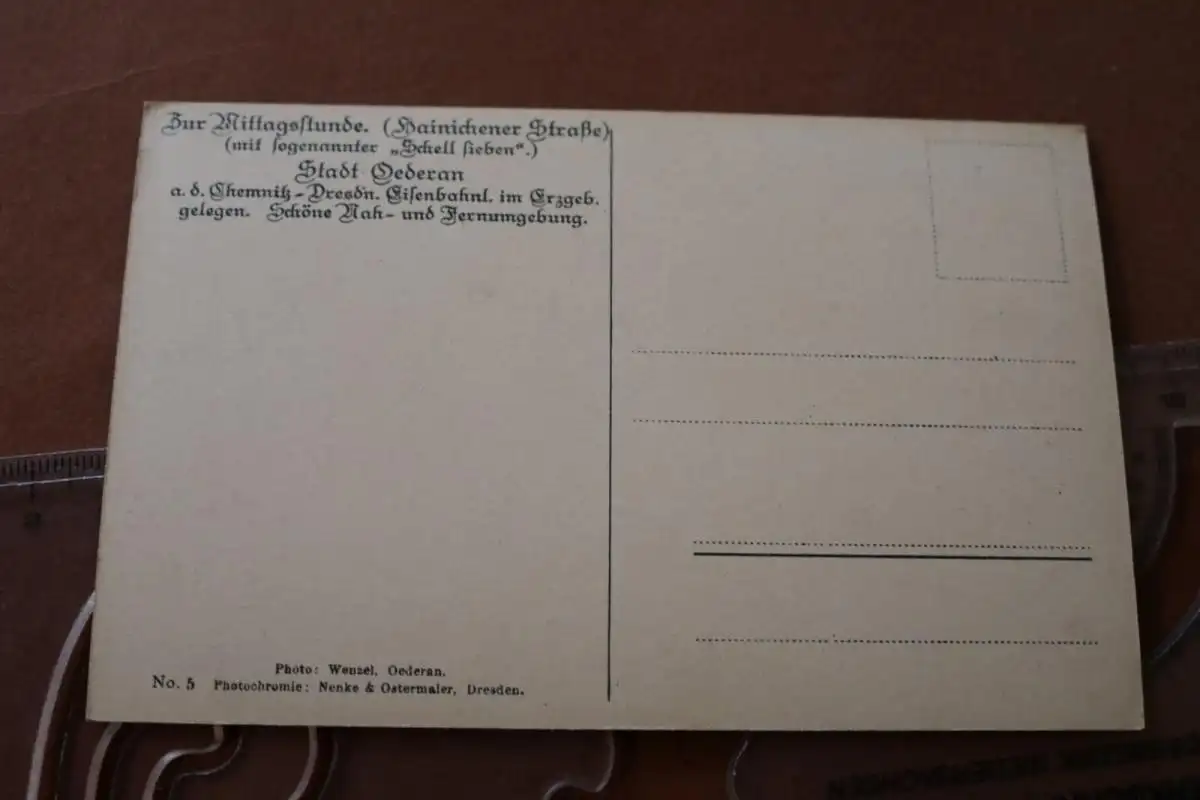 Zur Mittagsstunde. (Hainichener Straße)
(mit sogenannter „Schell sieben“.)
Stadt Oederan
a. d. Chemnitz-Dresdn. Eisenbahnl. im Erzgeb.
gelegen. Schöne Nah- und Fernumgebung.
Photo: Wenzel, Oederan.
No. 5 Photochromie: Nenke & Ostermaier, Dresden.